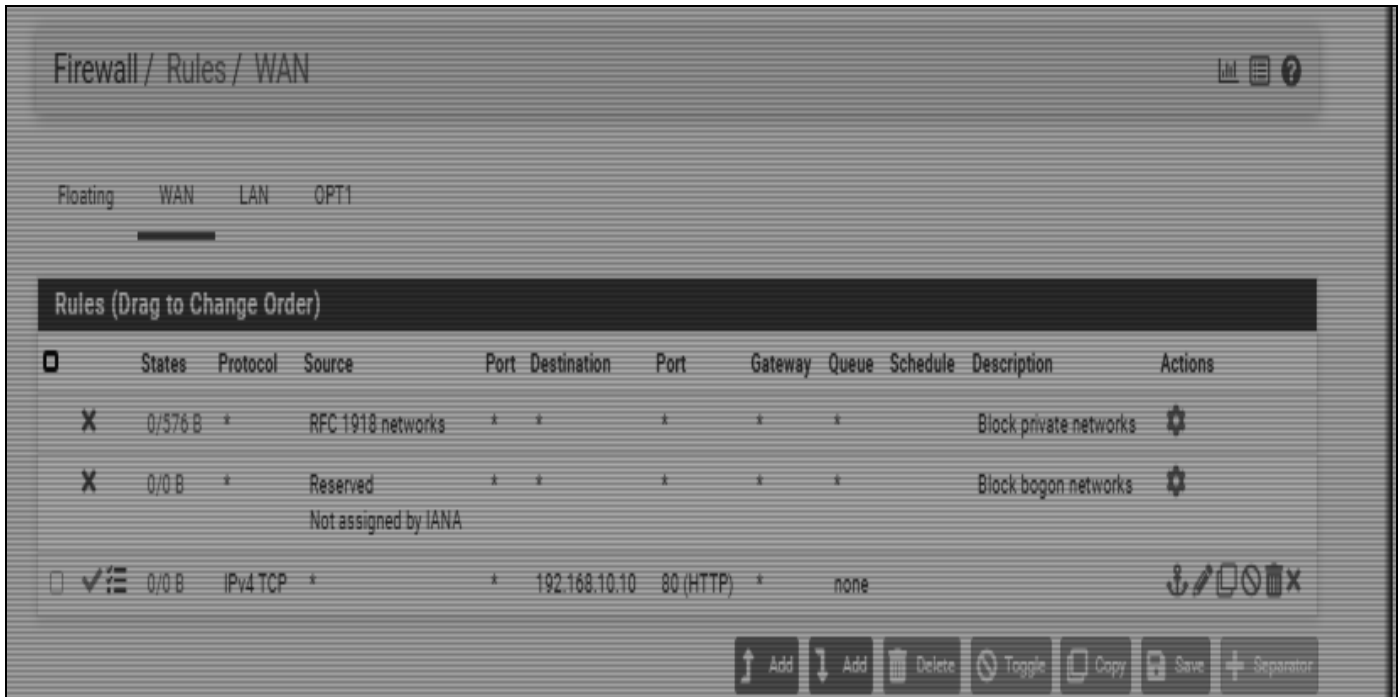 Firewall / Rules / WAN
Floating WAN LAN OPT1
Rules (Drag to Change Order)
States Protocol Source Port Destination Port Gateway Queue Schedule Description Actions
0/576 B * RFC 1918 networks * * * * * Block private networks
0/0 B * Reserved * * * * * Block bogon networks
Not assigned by IANA
0/0 B IPv4 TCP * * 192.168.10.10 80 (HTTP) * none
Add Add Delete Toggle Copy Save Separator